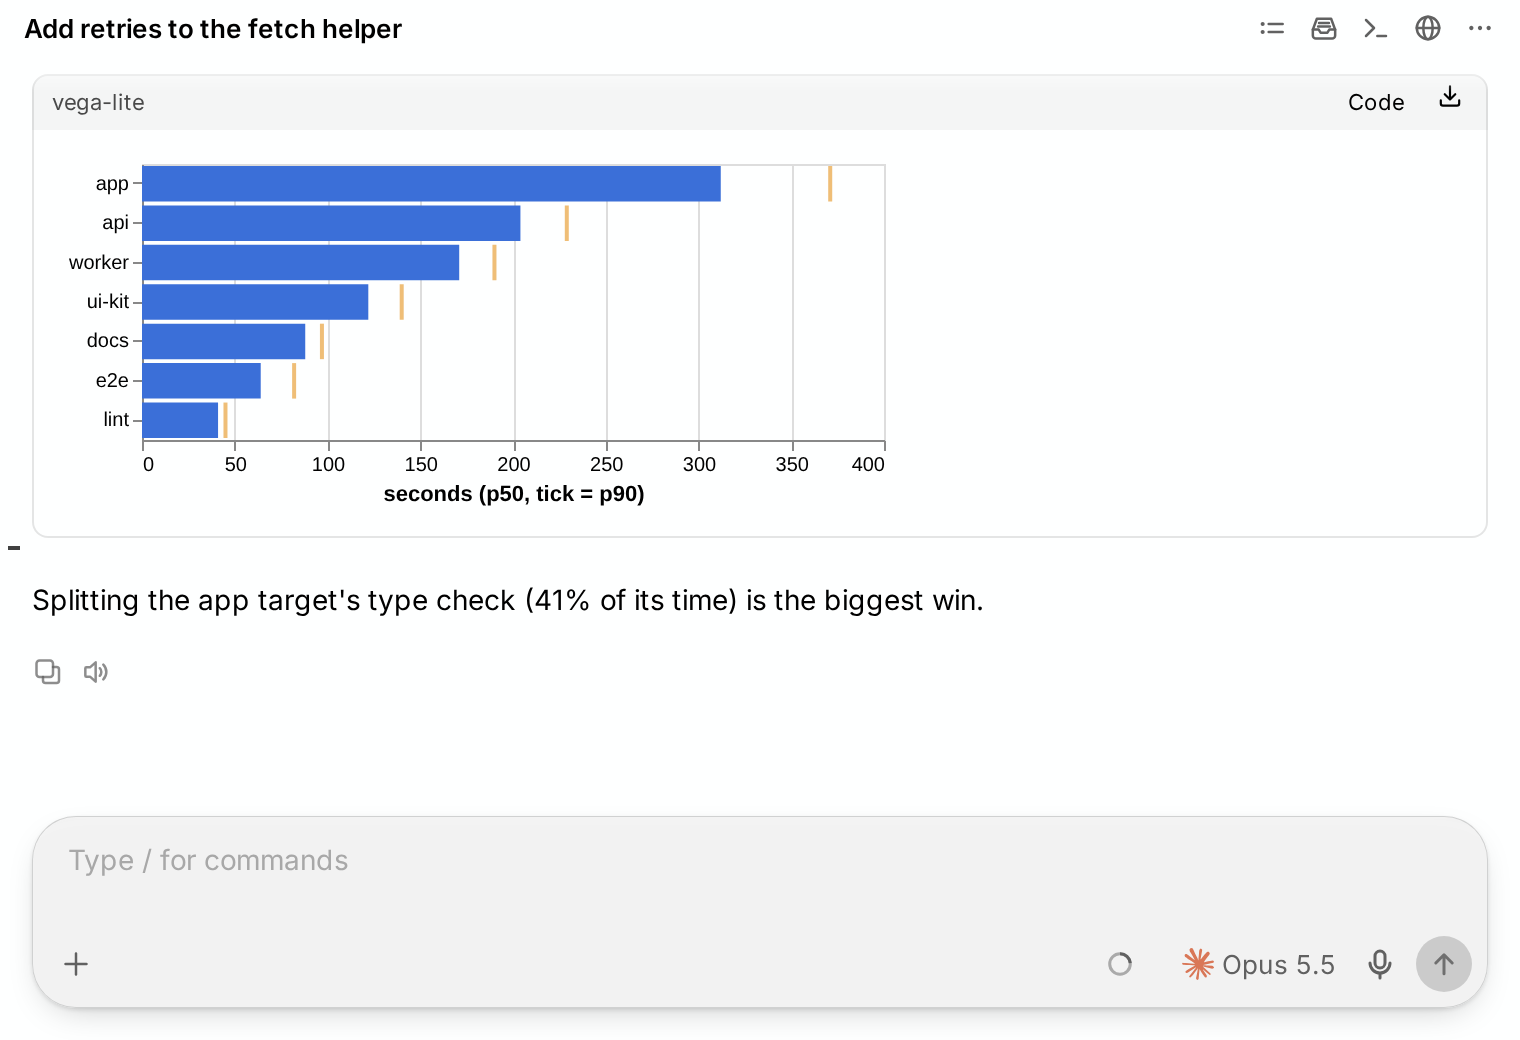 Add retries to the fetch helper
vega-lite
Code
app
api
worker
ui-kit
docs
e2e
lint
0 50 100 150 200 250 300 350 400
seconds (p50, tick = p90)
Splitting the app target's type check (41% of its time) is the biggest win.
Type / for commands
Opus 5.5